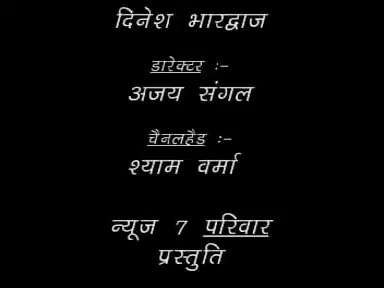 दिनेश भारद्वाज
डारेक्टर :-
अजय संगल
चैनलहैड :-
श्याम वर्मा
न्यूज 7 परिवार
प्रस्तुति